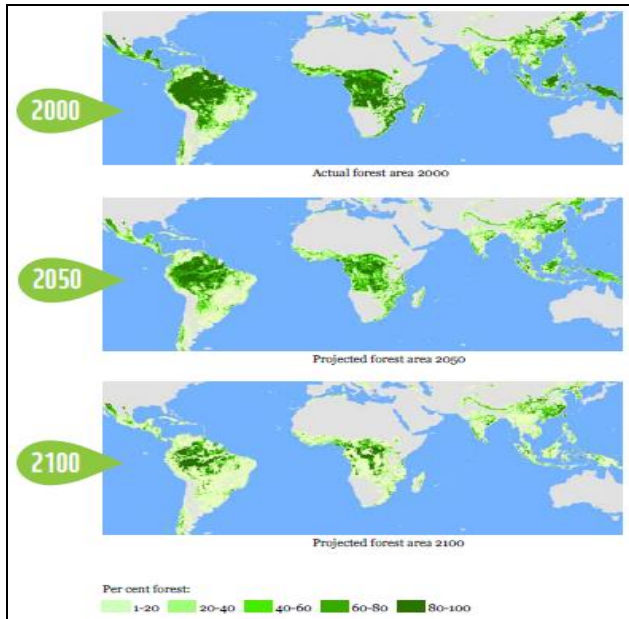 2000
Actual forest area 2000
2050
Projected forest area 2050
2100
Projected forest area 2100
Per cent forest:
1-20 20-40 40-60 60-80 80-100